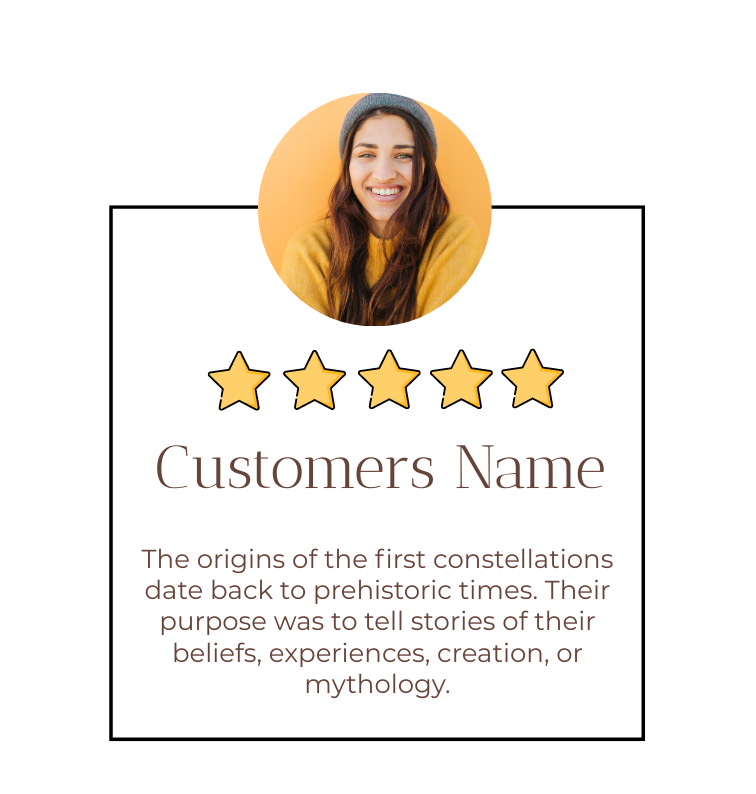 Customers Name
The origins of the first constellations
date back to prehistoric times. Their
purpose was to tell stories of their
beliefs, experiences, creation, or
mythology.